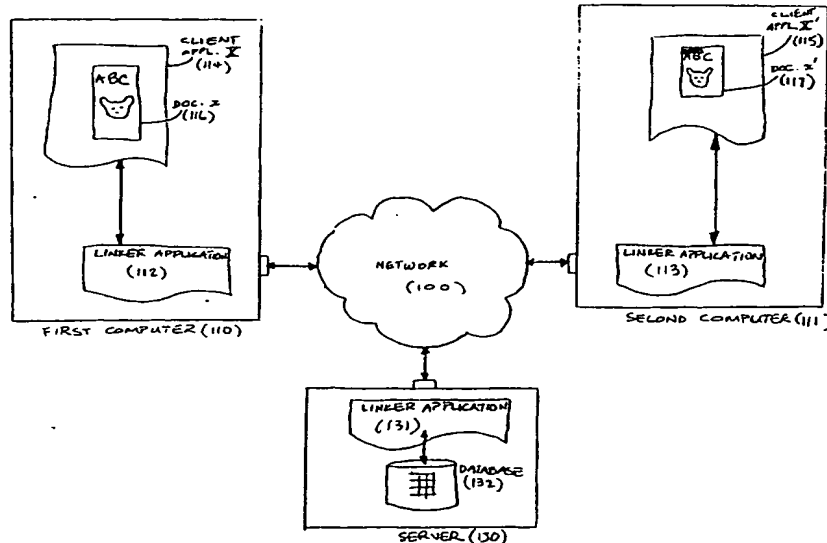 CLIENT
APPL. X
(114)
ABC
DOC. z
(116)
LINKER APPLICATION
(112)
FIRST COMPUTER (110)
NETWORK
(100)
CLIENT
APPL. X'
(115)
ABC
DOC. z'
(117)
LINKER APPLICATION
(113)
SECOND COMPUTER (111)
LINKER APPLICATION
(131)
DATABASE
(132)
SERVER (130)